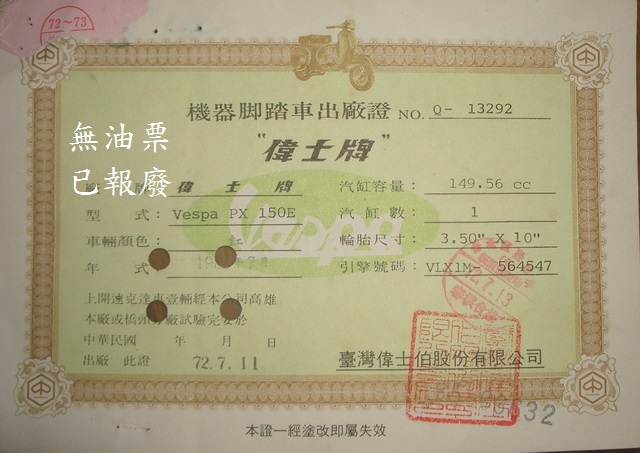 72~73
機器脚踏車出廠證 NO. Q- 13292
"偉士牌"
無油票
已報廢
廠 牌: 偉 士 牌 汽缸容量: 149.56 cc
型 式: Vespa PX 150E 汽 缸 數: 1
車輛顏色: 紅 輪胎尺寸: 3.50" X 10"
年 式: 引擎號碼: VLX1M- 564547
上開速克達車壹輛經本公司高雄
本廠或橋頭分廠試驗完妥於
中華民國 年 月 日
出廠 此證 72.7.11 臺灣偉士伯股份有限公司
本證一經塗改即屬失效